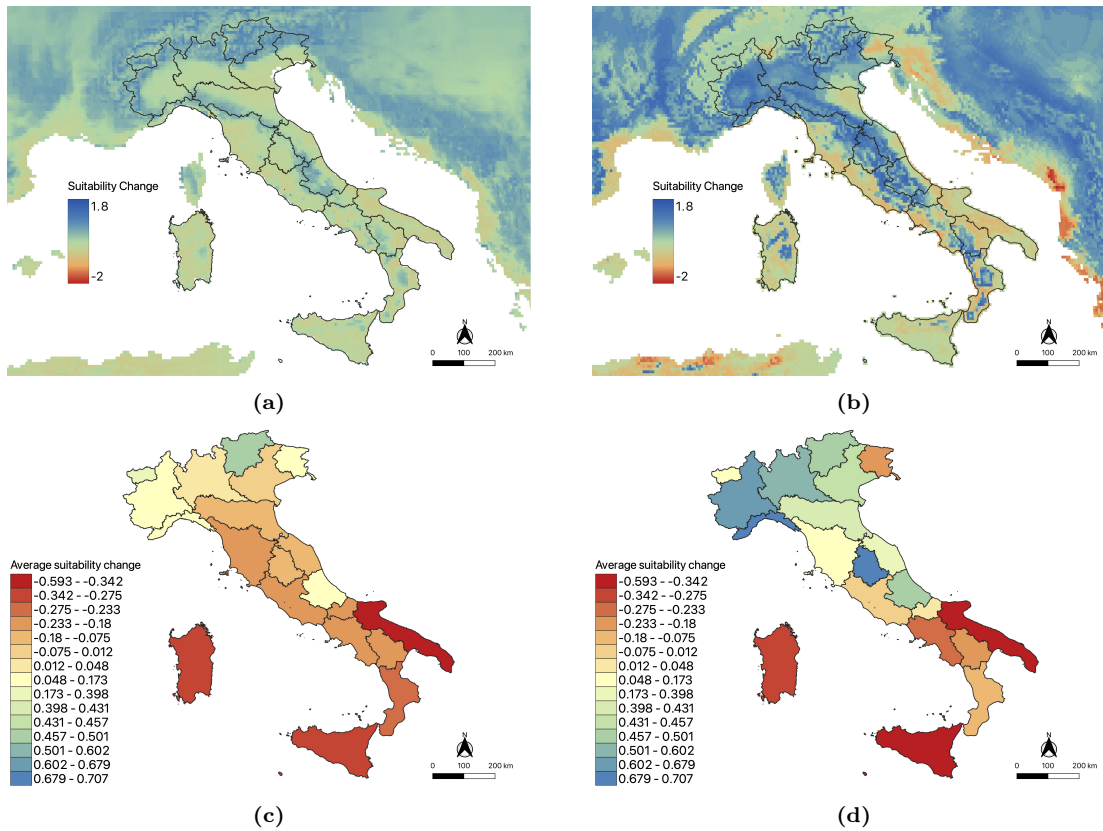 Suitability Change
1.8
-2
N
0 100 200 km
(a)
Suitability Change
1.8
-2
N
0 100 200 km
(b)
Average suitability change
-0.593 - -0.342
-0.342 - -0.275
-0.275 - -0.233
-0.233 - -0.18
-0.18 - -0.075
-0.075 - 0.012
0.012 - 0.048
0.048 - 0.173
0.173 - 0.398
0.398 - 0.431
0.431 - 0.457
0.457 - 0.501
0.501 - 0.602
0.602 - 0.679
0.679 - 0.707
N
0 100 200 km
(c)
Average suitability change
-0.593 - -0.342
-0.342 - -0.275
-0.275 - -0.233
-0.233 - -0.18
-0.18 - -0.075
-0.075 - 0.012
0.012 - 0.048
0.048 - 0.173
0.173 - 0.398
0.398 - 0.431
0.431 - 0.457
0.457 - 0.501
0.501 - 0.602
0.602 - 0.679
0.679 - 0.707
N
0 100 200 km
(d)